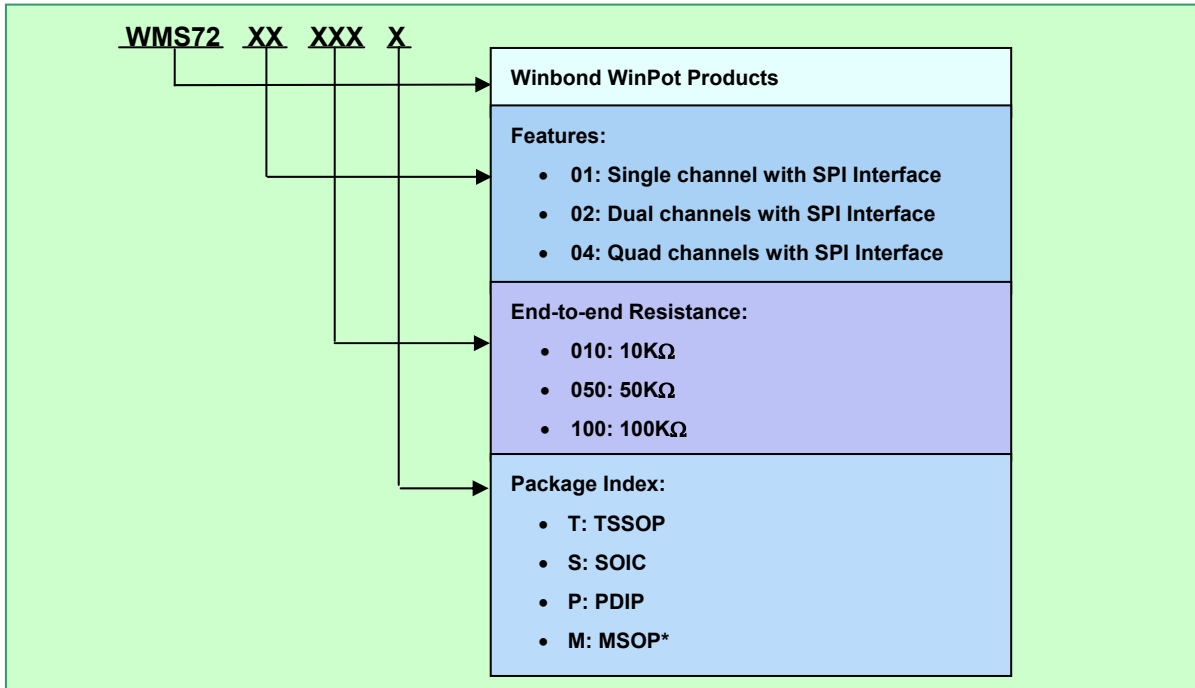 WMS72 XX XXX X
Winbond WinPot Products
Features:
• 01: Single channel with SPI Interface
• 02: Dual channels with SPI Interface
• 04: Quad channels with SPI Interface
End-to-end Resistance:
• 010: 10KΩ
• 050: 50KΩ
• 100: 100KΩ
Package Index:
• T: TSSOP
• S: SOIC
• P: PDIP
• M: MSOP*